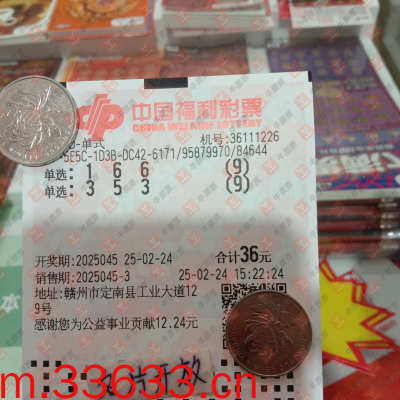 中国福利彩票
CHINA WELFARE LOTTERY
D-单式 机号:36111226
5E5C-1D3B-DC42-6171/95879970/84644
单选: 1 6 6 (9)
单选: 3 5 3 (9)
开奖期:2025045 25-02-24 合计36元
销售期:2025045-3 25-02-24 15:22:24
地址:赣州市定南县工业大道12
9号
感谢您为公益事业贡献12.24元
m.33633.cn